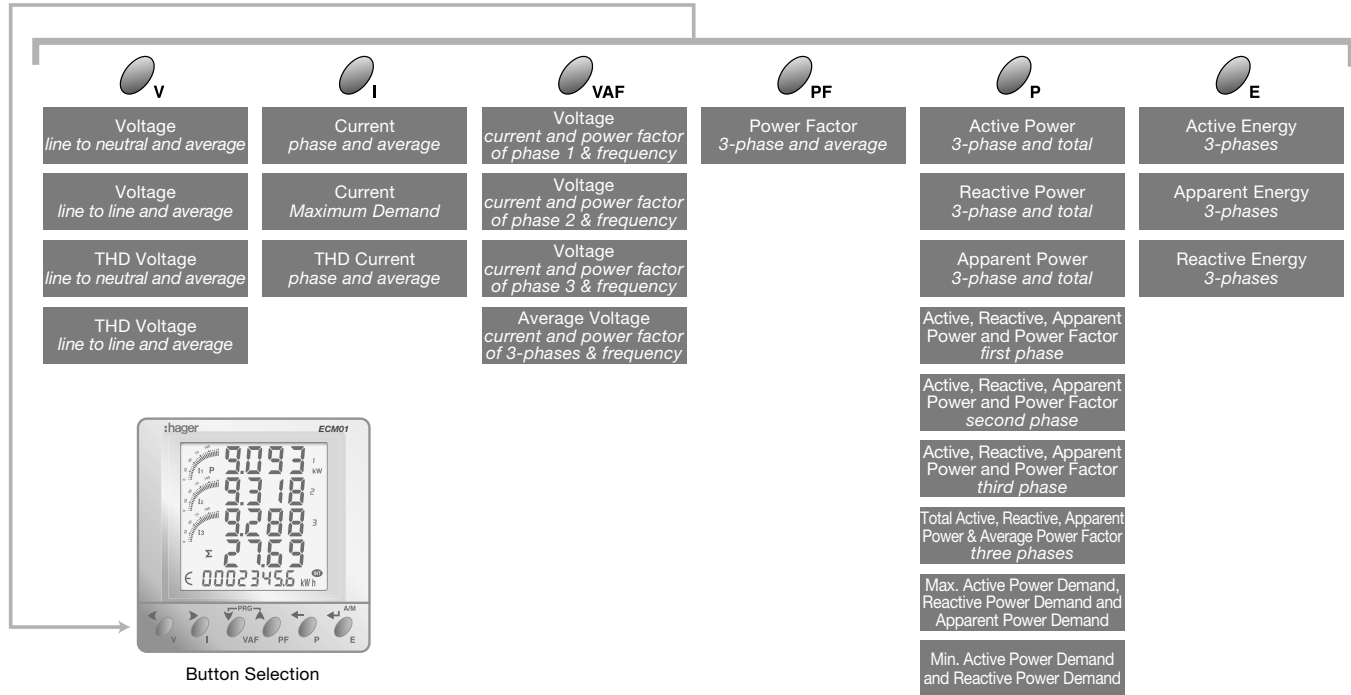 V
I
VAF
PF
P
E
Voltage
line to neutral and average
Voltage
line to line and average
THD Voltage
line to neutral and average
THD Voltage
line to line and average
Current
phase and average
Current
Maximum Demand
THD Current
phase and average
Voltage
current and power factor
of phase 1 & frequency
Voltage
current and power factor
of phase 2 & frequency
Voltage
current and power factor
of phase 3 & frequency
Average Voltage
current and power factor
of 3-phases & frequency
Power Factor
3-phase and average
Active Power
3-phase and total
Reactive Power
3-phase and total
Apparent Power
3-phase and total
Active, Reactive, Apparent
Power and Power Factor
first phase
Active, Reactive, Apparent
Power and Power Factor
second phase
Active, Reactive, Apparent
Power and Power Factor
third phase
Total Active, Reactive, Apparent
Power & Average Power Factor
three phases
Max. Active Power Demand,
Reactive Power Demand and
Apparent Power Demand
Min. Active Power Demand
and Reactive Power Demand
Active Energy
3-phases
Apparent Energy
3-phases
Reactive Energy
3-phases
:hager ECM01
I1 P 9.093 1 kW
I2 9.318 2
I3 9.288 3
Σ 27.69
0002345.6 kWh
PRG A/M
V I VAF PF P E
Button Selection